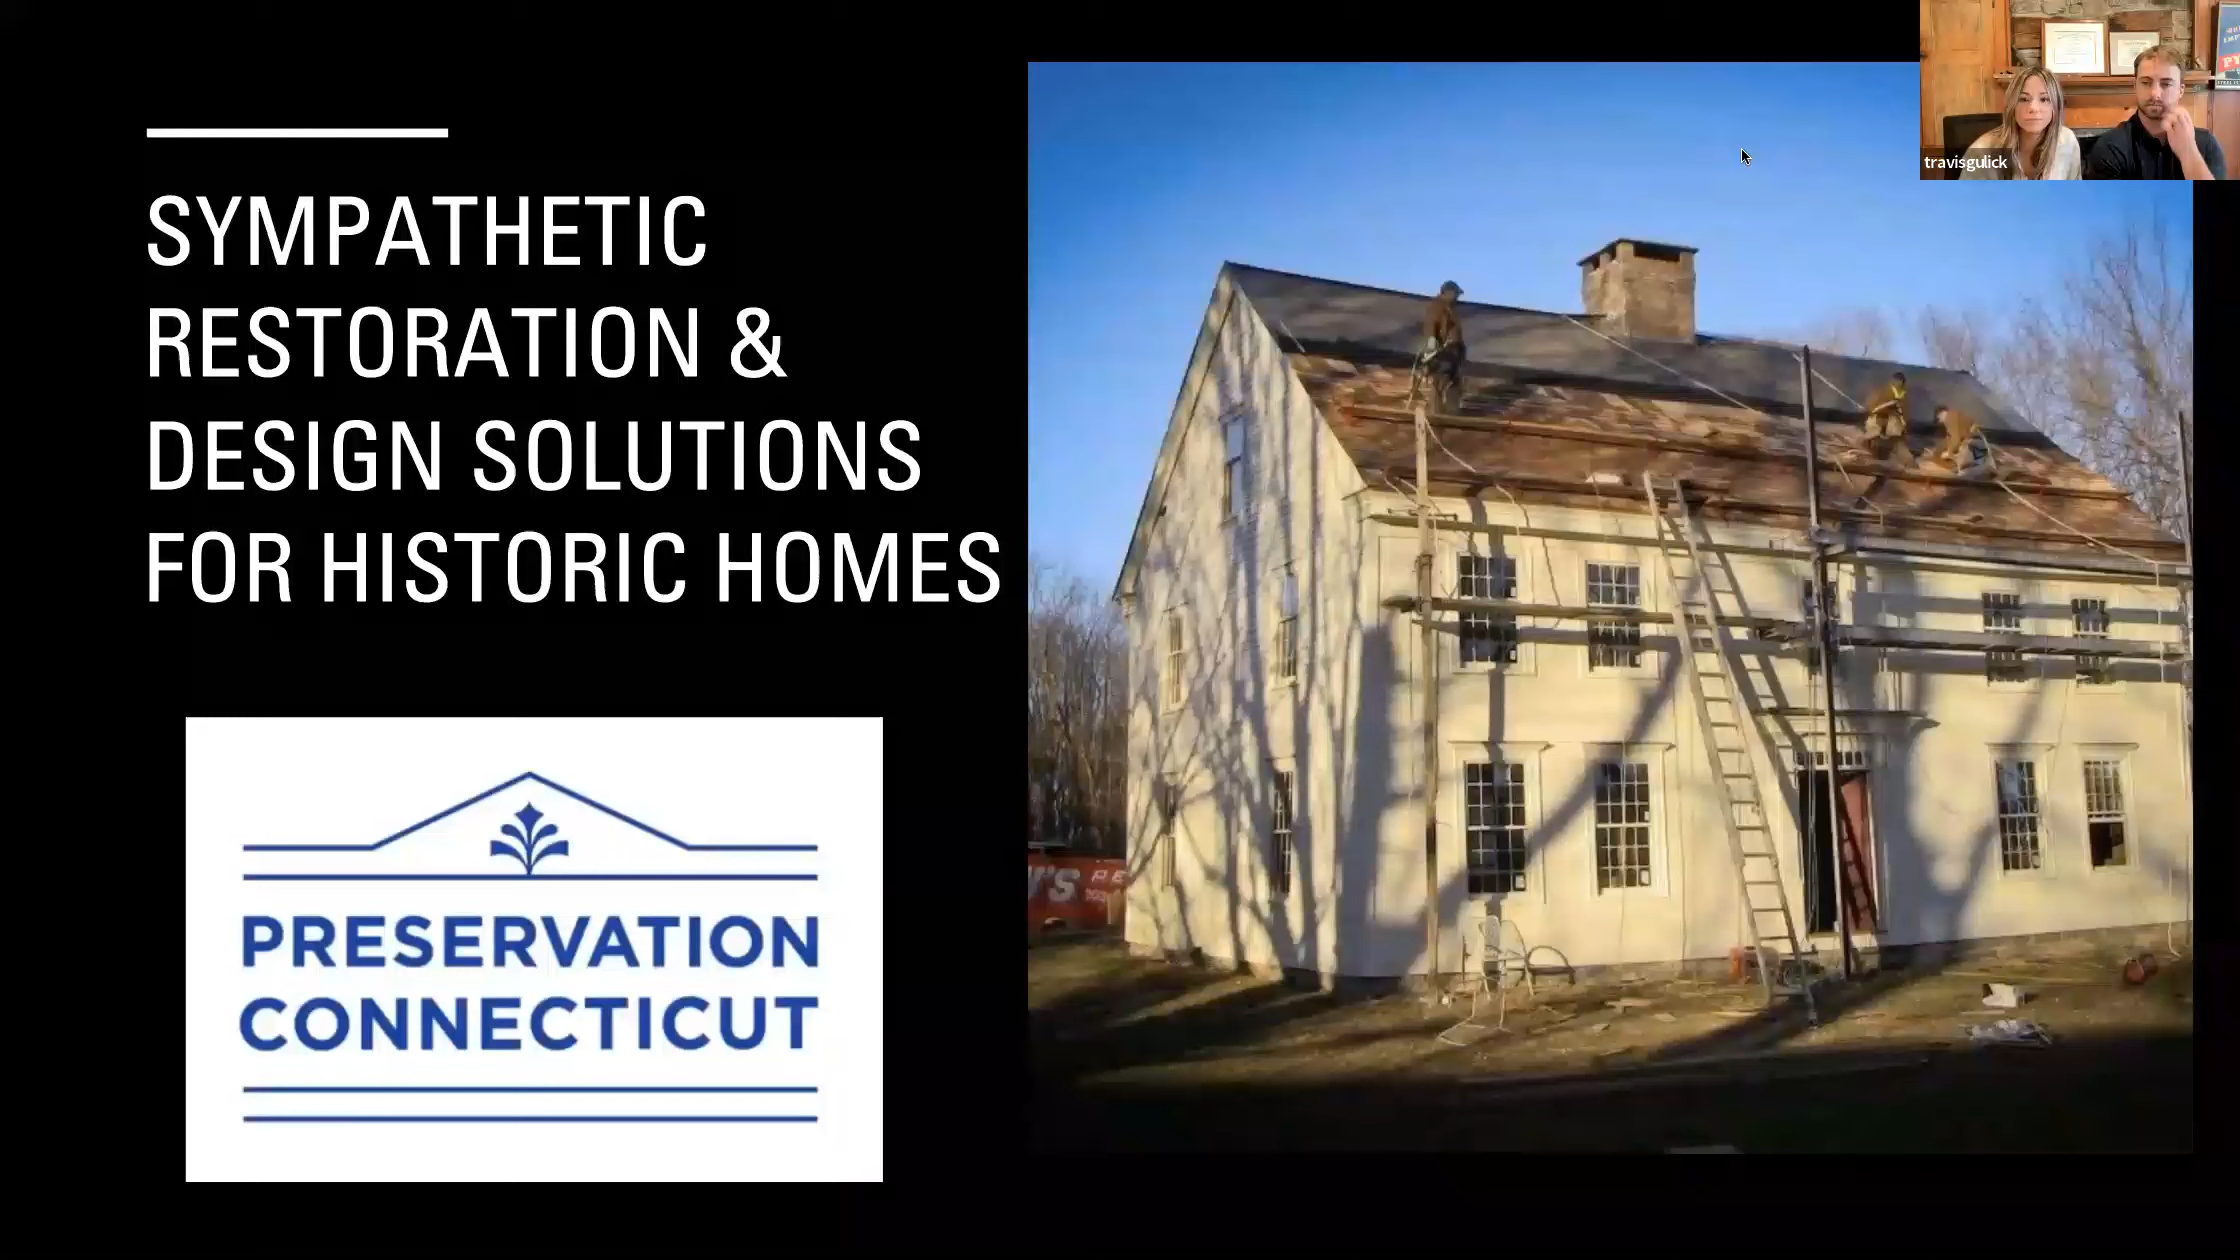 SYMPATHETIC
RESTORATION &
DESIGN SOLUTIONS
FOR HISTORIC HOMES
PRESERVATION
CONNECTICUT
travisgulick